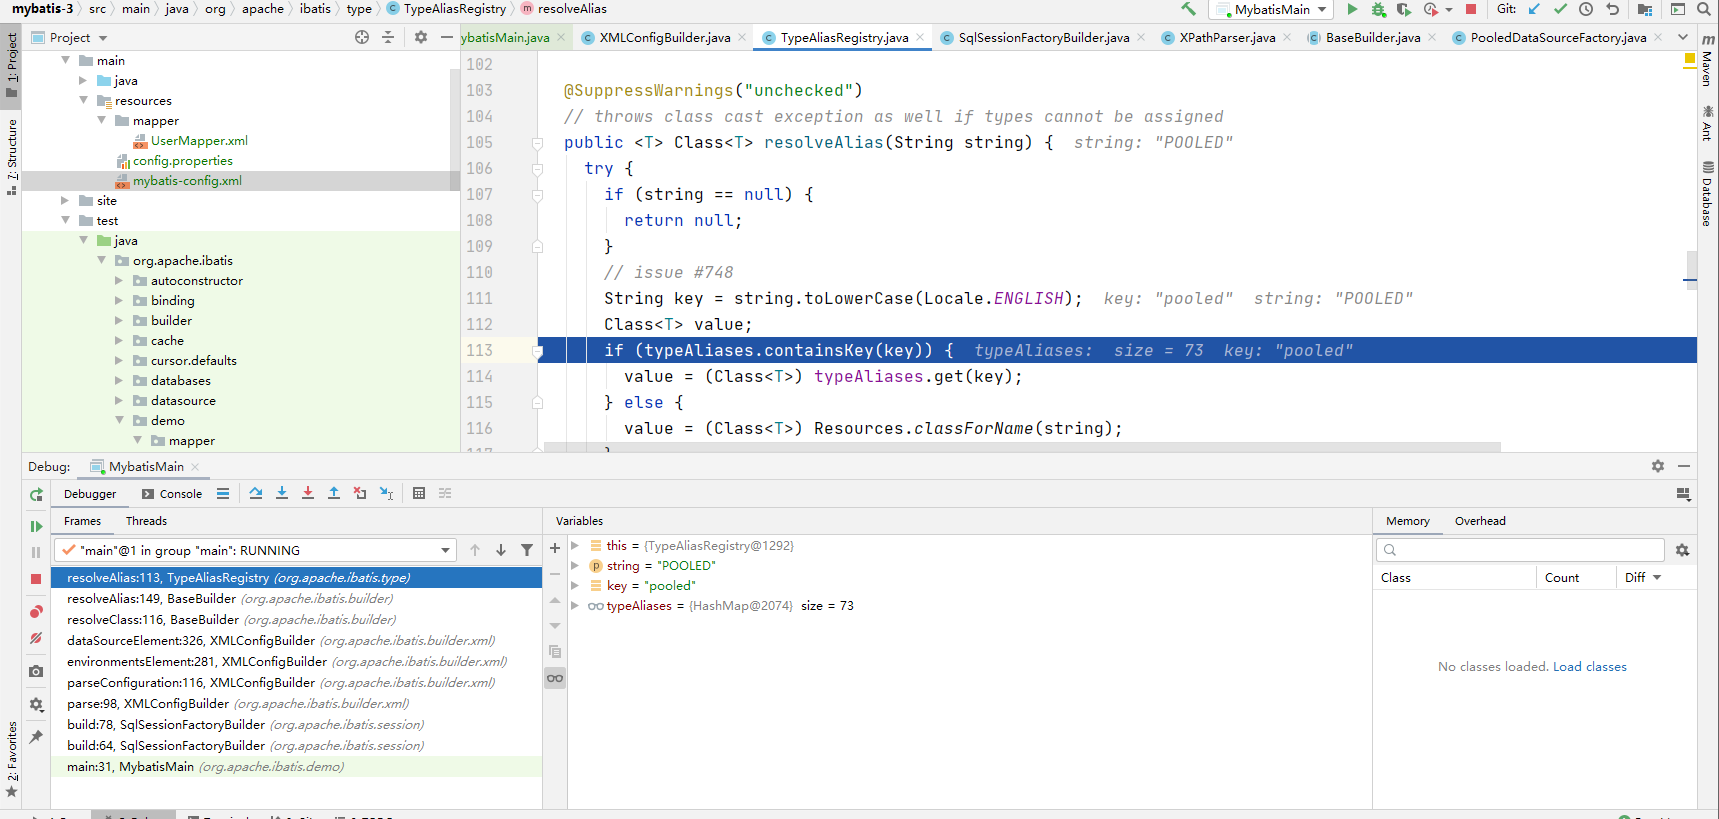 mybatis-3 src main java org apache ibatis type TypeAliasRegistry resolveAlias
MybatisMain Git:
Project
ybatisMain.java XMLConfigBuilder.java TypeAliasRegistry.java SqlSessionFactoryBuilder.java XPathParser.java BaseBuilder.java PooledDataSourceFactory.java
1: Project
7: Structure
2: Favorites
main
java
resources
mapper
UserMapper.xml
config.properties
mybatis-config.xml
site
test
java
org.apache.ibatis
autoconstructor
binding
builder
cache
cursor.defaults
databases
datasource
demo
mapper
102
103 @SuppressWarnings("unchecked")
104 // throws class cast exception as well if types cannot be assigned
105 public <T> Class<T> resolveAlias(String string) { string: "POOLED"
106 try {
107 if (string == null) {
108 return null;
109 }
110 // issue #748
111 String key = string.toLowerCase(Locale.ENGLISH); key: "pooled" string: "POOLED"
112 Class<T> value;
113 if (typeAliases.containsKey(key)) { typeAliases: size = 73 key: "pooled"
114 value = (Class<T>) typeAliases.get(key);
115 } else {
116 value = (Class<T>) Resources.classForName(string);
117 }
Maven
Ant
Database
Debug: MybatisMain
Debugger Console
Frames Threads
"main"@1 in group "main": RUNNING
resolveAlias:113, TypeAliasRegistry (org.apache.ibatis.type)
resolveAlias:149, BaseBuilder (org.apache.ibatis.builder)
resolveClass:116, BaseBuilder (org.apache.ibatis.builder)
dataSourceElement:326, XMLConfigBuilder (org.apache.ibatis.builder.xml)
environmentsElement:281, XMLConfigBuilder (org.apache.ibatis.builder.xml)
parseConfiguration:116, XMLConfigBuilder (org.apache.ibatis.builder.xml)
parse:98, XMLConfigBuilder (org.apache.ibatis.builder.xml)
build:78, SqlSessionFactoryBuilder (org.apache.ibatis.session)
build:64, SqlSessionFactoryBuilder (org.apache.ibatis.session)
main:31, MybatisMain (org.apache.ibatis.demo)
Variables
this = {TypeAliasRegistry@1292}
string = "POOLED"
key = "pooled"
typeAliases = {HashMap@2074} size = 73
Memory Overhead
Class Count Diff
No classes loaded. Load classes